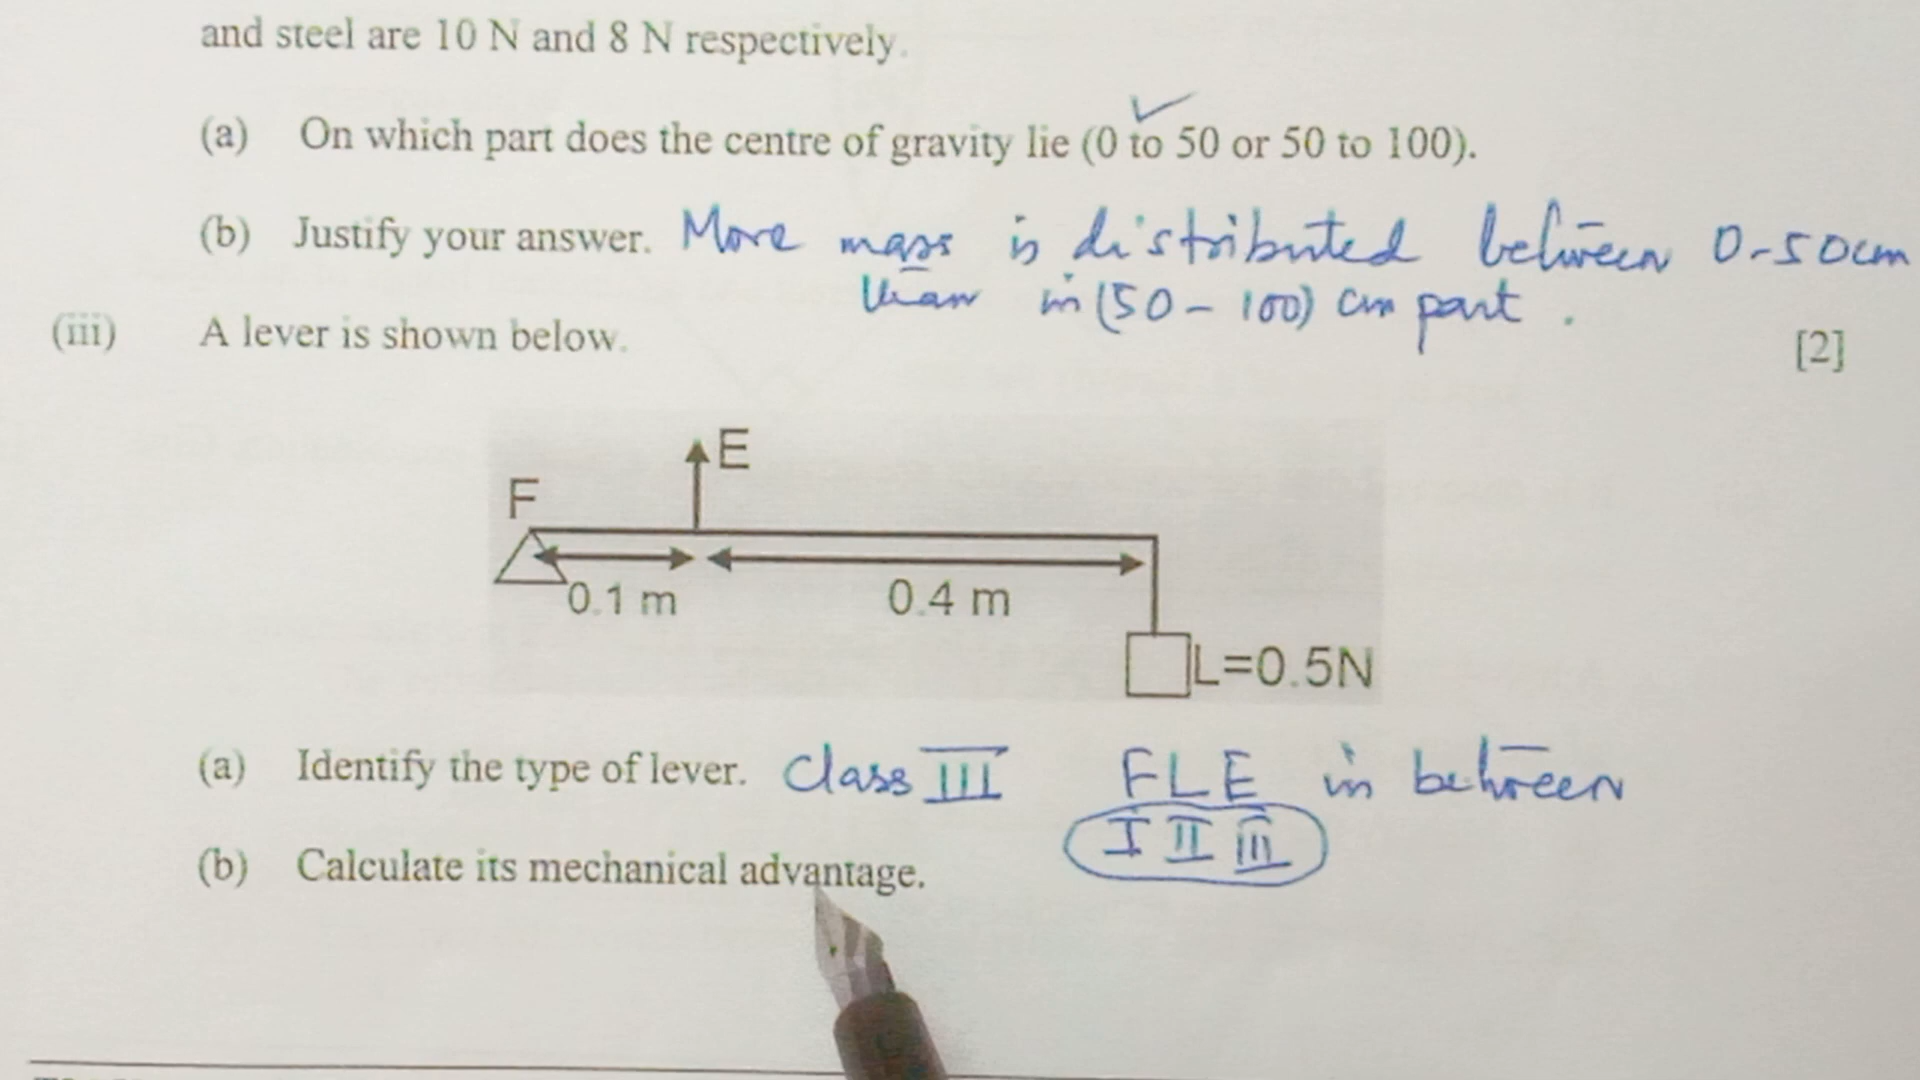 and steel are 10 N and 8 N respectively.
(a) On which part does the centre of gravity lie (0 to 50 or 50 to 100).
(b) Justify your answer. More mass is distributed between 0-50cm
than in (50-100) cm part.
(iii) A lever is shown below.
[2]
E
F
0.1 m 0.4 m
L=0.5N
(a) Identify the type of lever. Class III FLE in between
I II III
(b) Calculate its mechanical advantage.